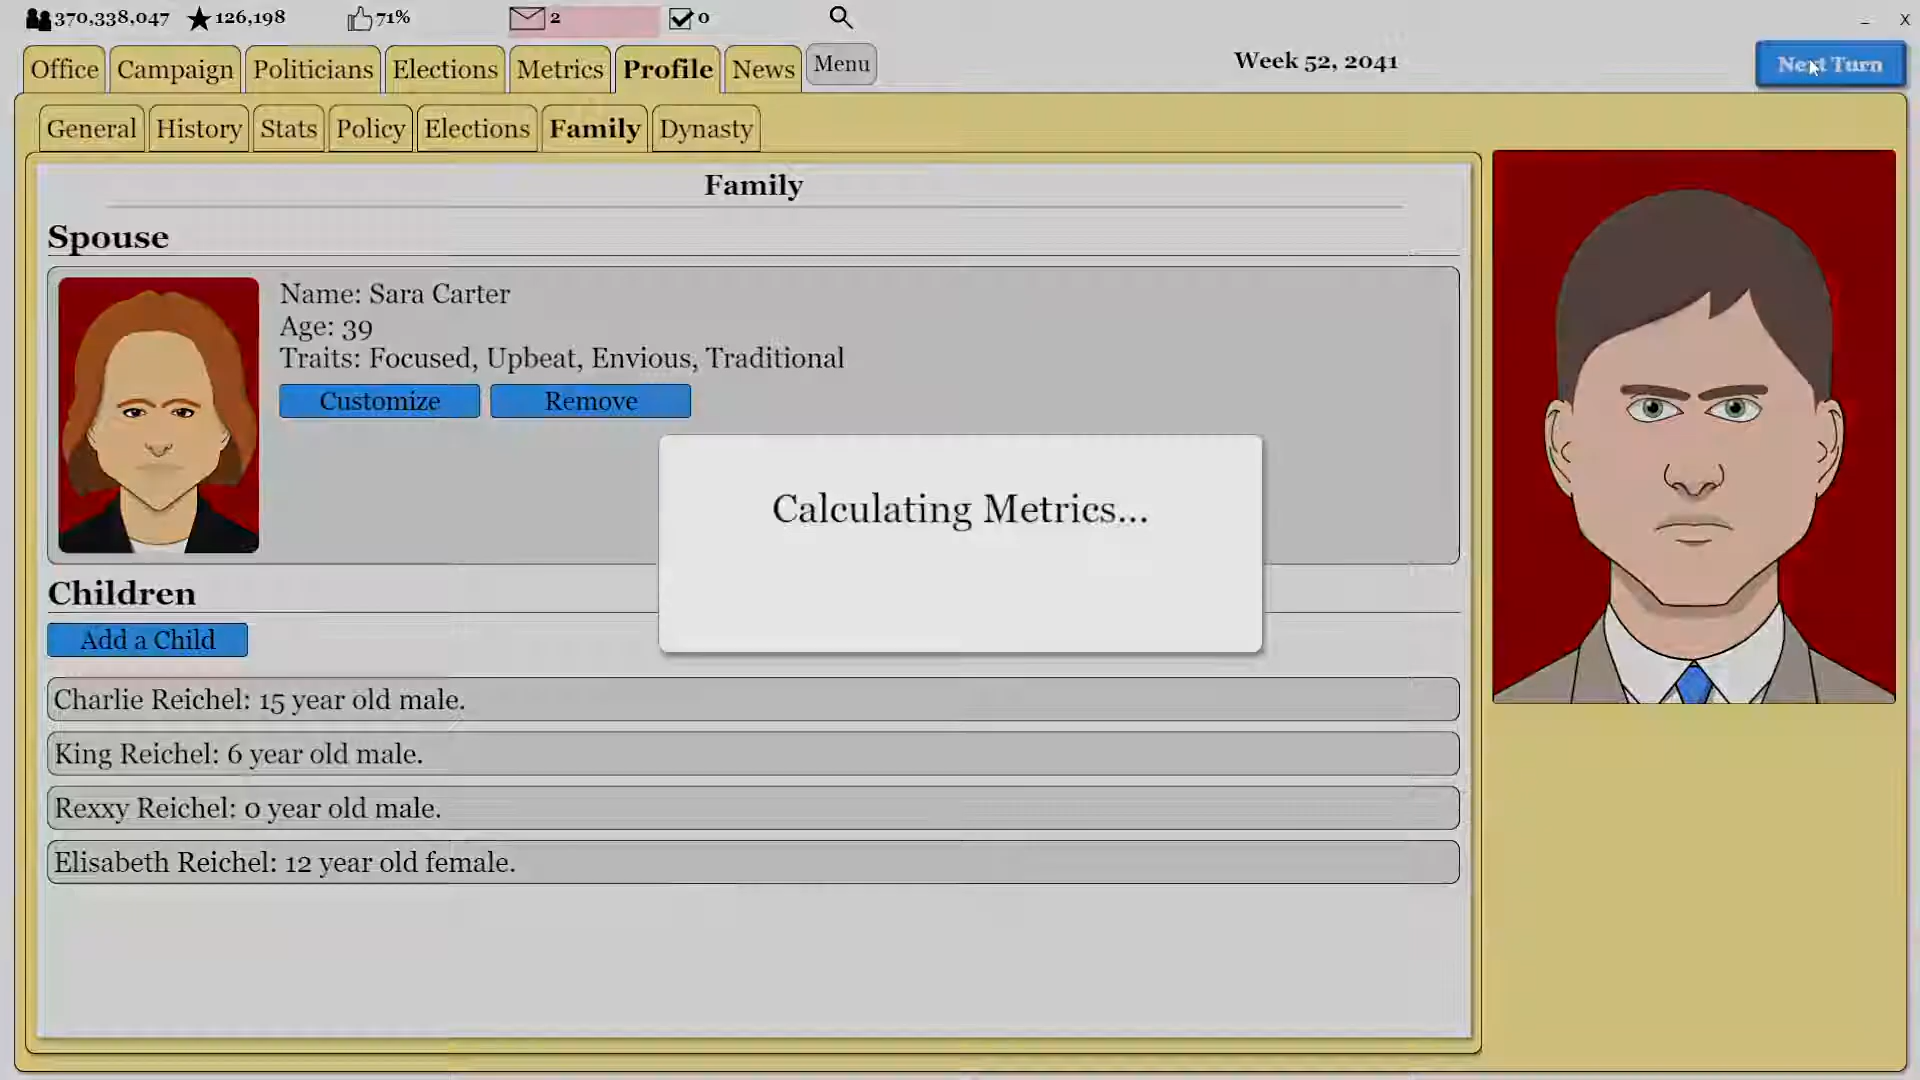 370,338,047 126,198 71% 2 0
Office Campaign Politicians Elections Metrics Profile News Menu
Week 52, 2041
Next Turn
_ X
General History Stats Policy Elections Family Dynasty
Family
Spouse
Name: Sara Carter
Age: 39
Traits: Focused, Upbeat, Envious, Traditional
Customize Remove
Calculating Metrics...
Children
Add a Child
Charlie Reichel: 15 year old male.
King Reichel: 6 year old male.
Rexxy Reichel: 0 year old male.
Elisabeth Reichel: 12 year old female.